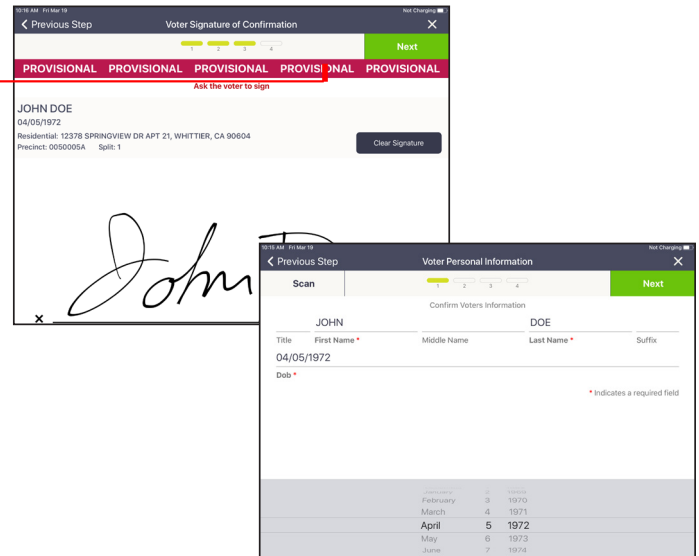 10:16 AM Fri Mar 19 Not Charging
Previous Step Voter Signature of Confirmation
1 2 3 4 Next
PROVISIONAL PROVISIONAL PROVISIONAL PROVISIONAL PROVISIONAL
Ask the voter to sign
JOHN DOE
04/05/1972
Residential: 12378 SPRINGVIEW DR APT 21, WHITTIER, CA 90604
Precinct: 0050005A Split: 1
Clear Signature
John
×
10:15 AM Fri Mar 19 Not Charging
Previous Step Voter Personal Information
Scan 1 2 3 4 Next
Confirm Voters Information
JOHN DOE
Title First Name * Middle Name Last Name * Suffix
04/05/1972
Dob *
* Indicates a required field
February 3 1970
March 4 1971
April 5 1972
May 6 1973
June 7 1974